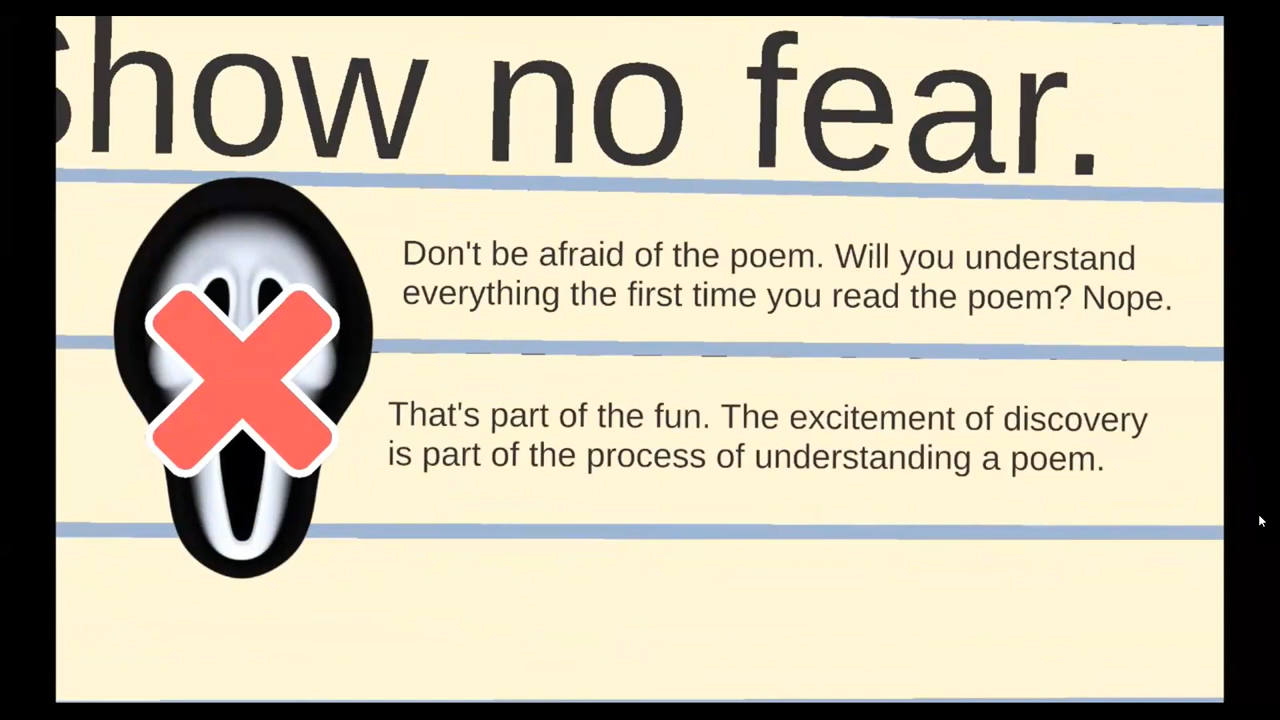 Show no fear.
Don't be afraid of the poem. Will you understand
everything the first time you read the poem? Nope.
That's part of the fun. The excitement of discovery
is part of the process of understanding a poem.